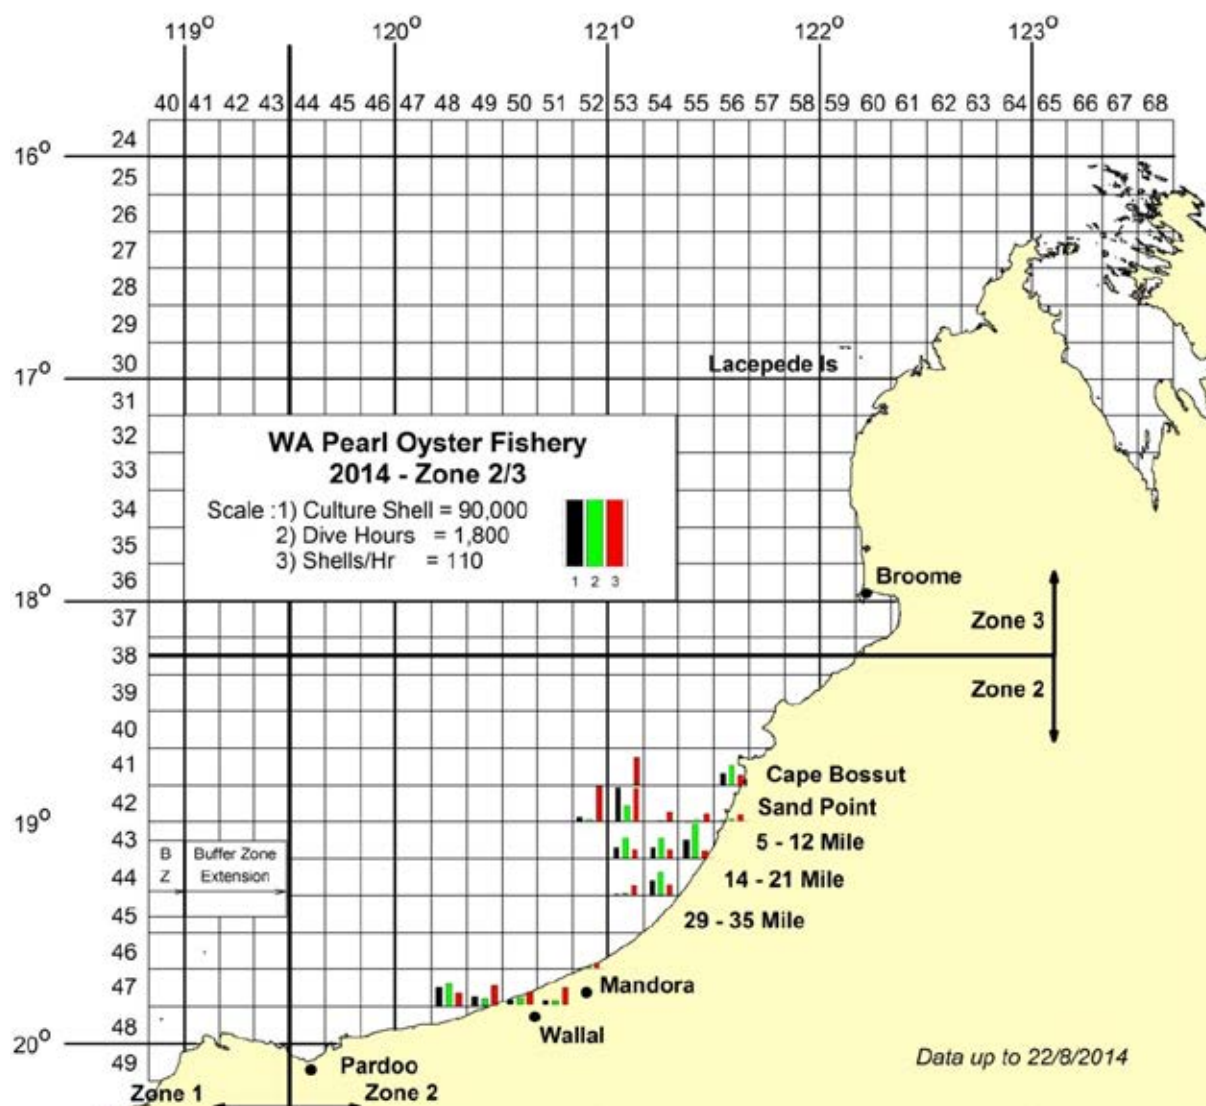 119° 120° 121° 122° 123°
40 41 42 43 44 45 46 47 48 49 50 51 52 53 54 55 56 57 58 59 60 61 62 63 64 65 66 67 68
24
16°
25
26
27
28
29
30
Lacepede Is
17°
31
32
WA Pearl Oyster Fishery
2014 - Zone 2/3
33
Scale :1) Culture Shell = 90,000
34
2) Dive Hours = 1,800
35
3) Shells/Hr = 110
1 2 3
36
Broome
18°
37
Zone 3
38
Zone 2
39
40
41
Cape Bossut
42
Sand Point
19°
43
5 - 12 Mile
B
Z
Buffer Zone
Extension
44
14 - 21 Mile
45
29 - 35 Mile
46
47
Mandora
48
Wallal
20°
49
Pardoo
Data up to 22/8/2014
Zone 1
Zone 2